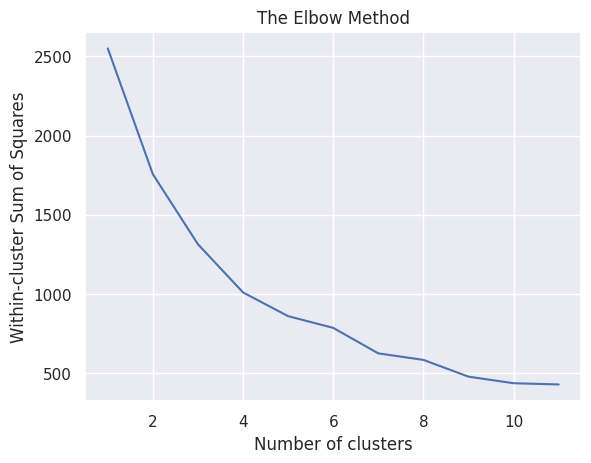 The Elbow Method
Within-cluster Sum of Squares
2500
2000
1500
1000
500
2 4 6 8 10
Number of clusters